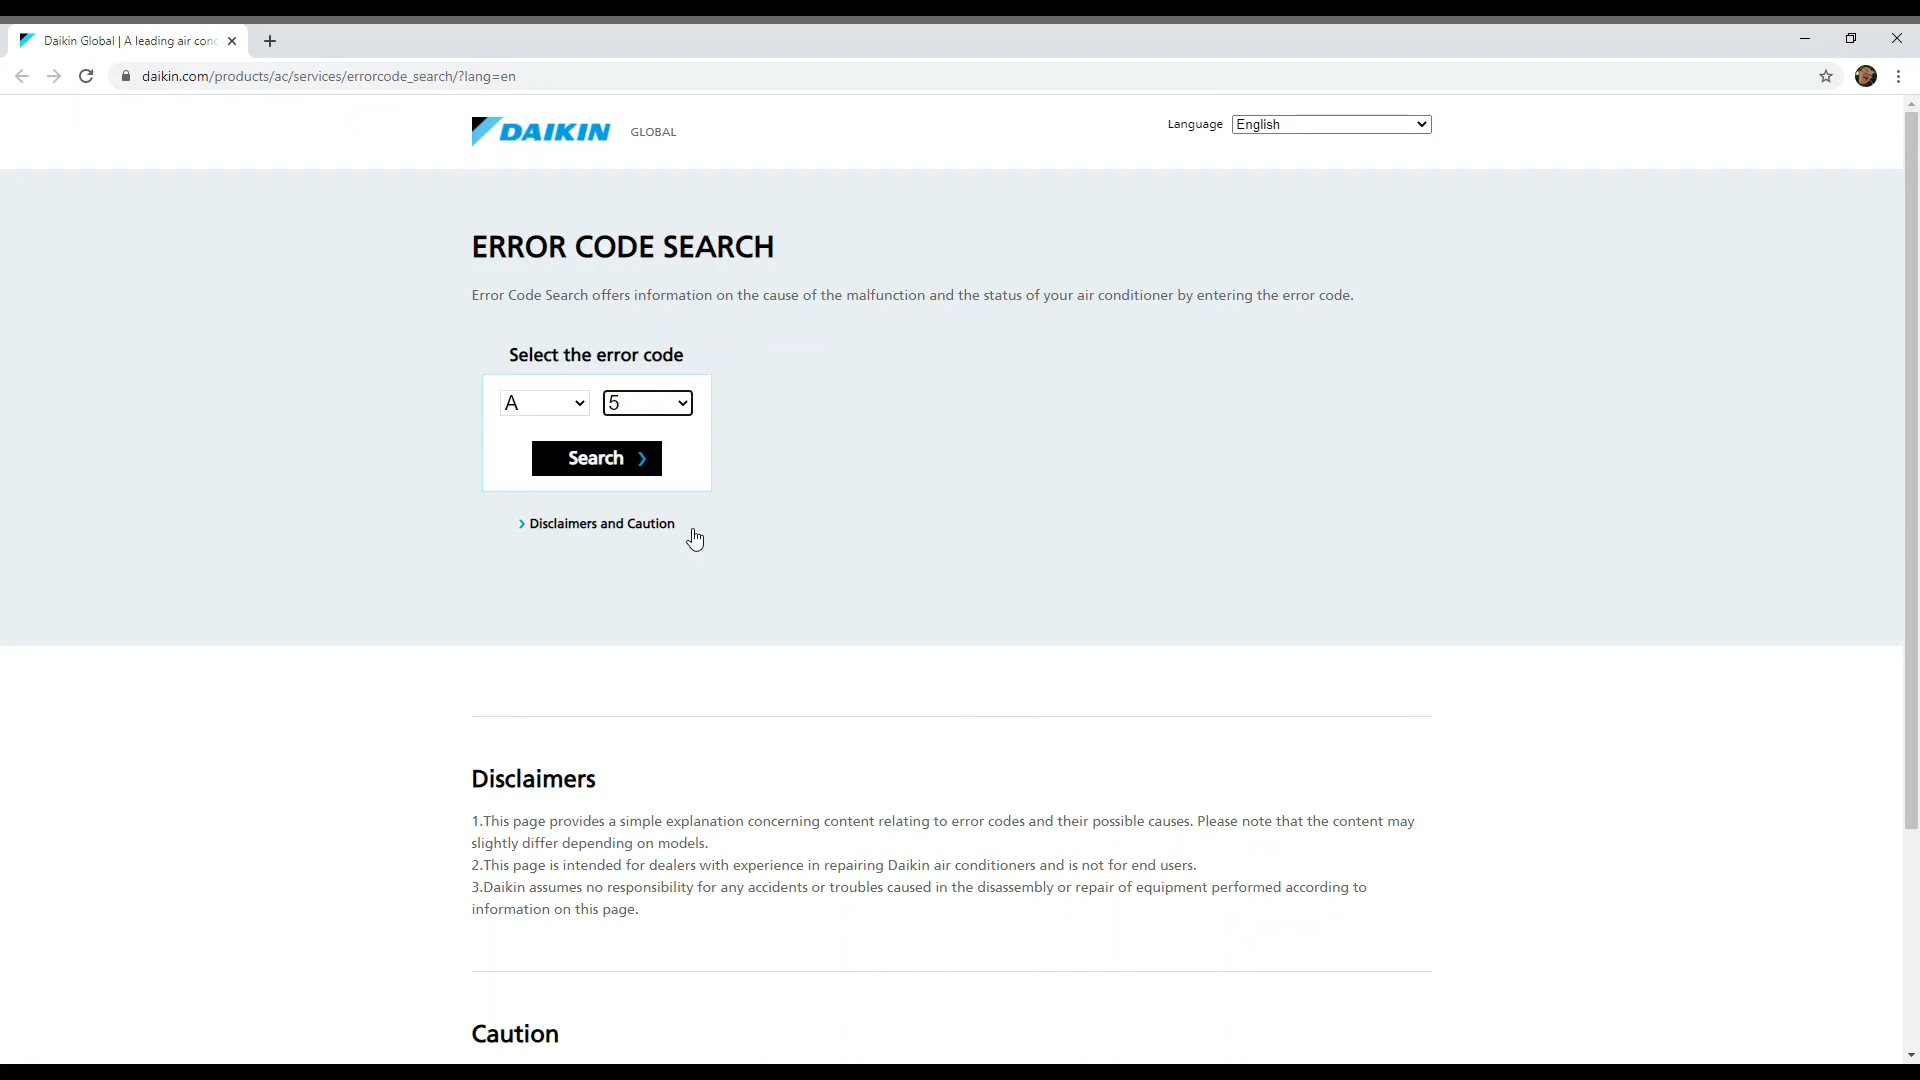 Daikin Global | A leading air conc
daikin.com/products/ac/services/errorcode_search/?lang=en
DAIKIN GLOBAL
Language English
ERROR CODE SEARCH
Error Code Search offers information on the cause of the malfunction and the status of your air conditioner by entering the error code.
Select the error code
A 5
Search
Disclaimers and Caution
Disclaimers
1.This page provides a simple explanation concerning content relating to error codes and their possible causes. Please note that the content may
slightly differ depending on models.
2.This page is intended for dealers with experience in repairing Daikin air conditioners and is not for end users.
3.Daikin assumes no responsibility for any accidents or troubles caused in the disassembly or repair of equipment performed according to
information on this page.
Caution